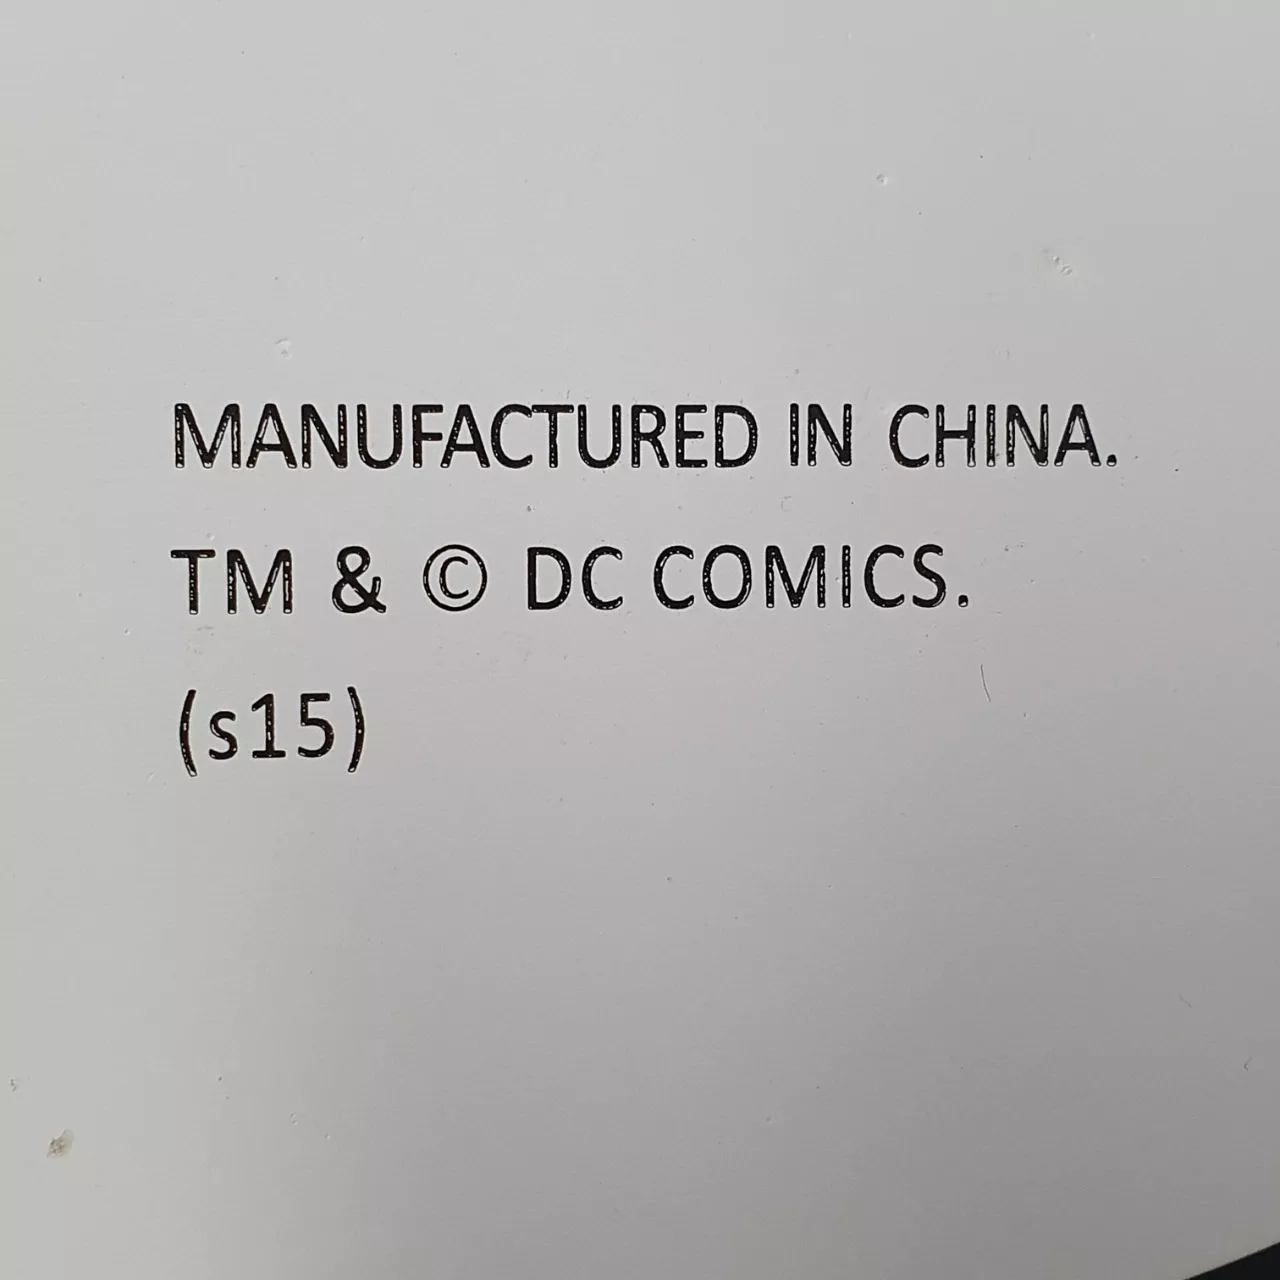 MANUFACTURED IN CHINA.
TM & © DC COMICS.
(s15)